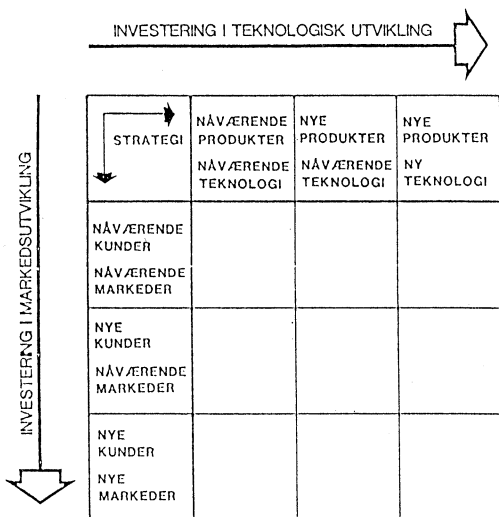 INVESTERING I TEKNOLOGISK UTVIKLING
INVESTERING I MARKEDSUTVIKLING
STRATEGI
NÅVÆRENDE
PRODUKTER
NÅVÆRENDE
TEKNOLOGI
NYE
PRODUKTER
NÅVÆRENDE
TEKNOLOGI
NYE
PRODUKTER
NY
TEKNOLOGI
NÅVÆRENDE
KUNDER
NÅVÆRENDE
MARKEDER
NYE
KUNDER
NÅVÆRENDE
MARKEDER
NYE
KUNDER
NYE
MARKEDER